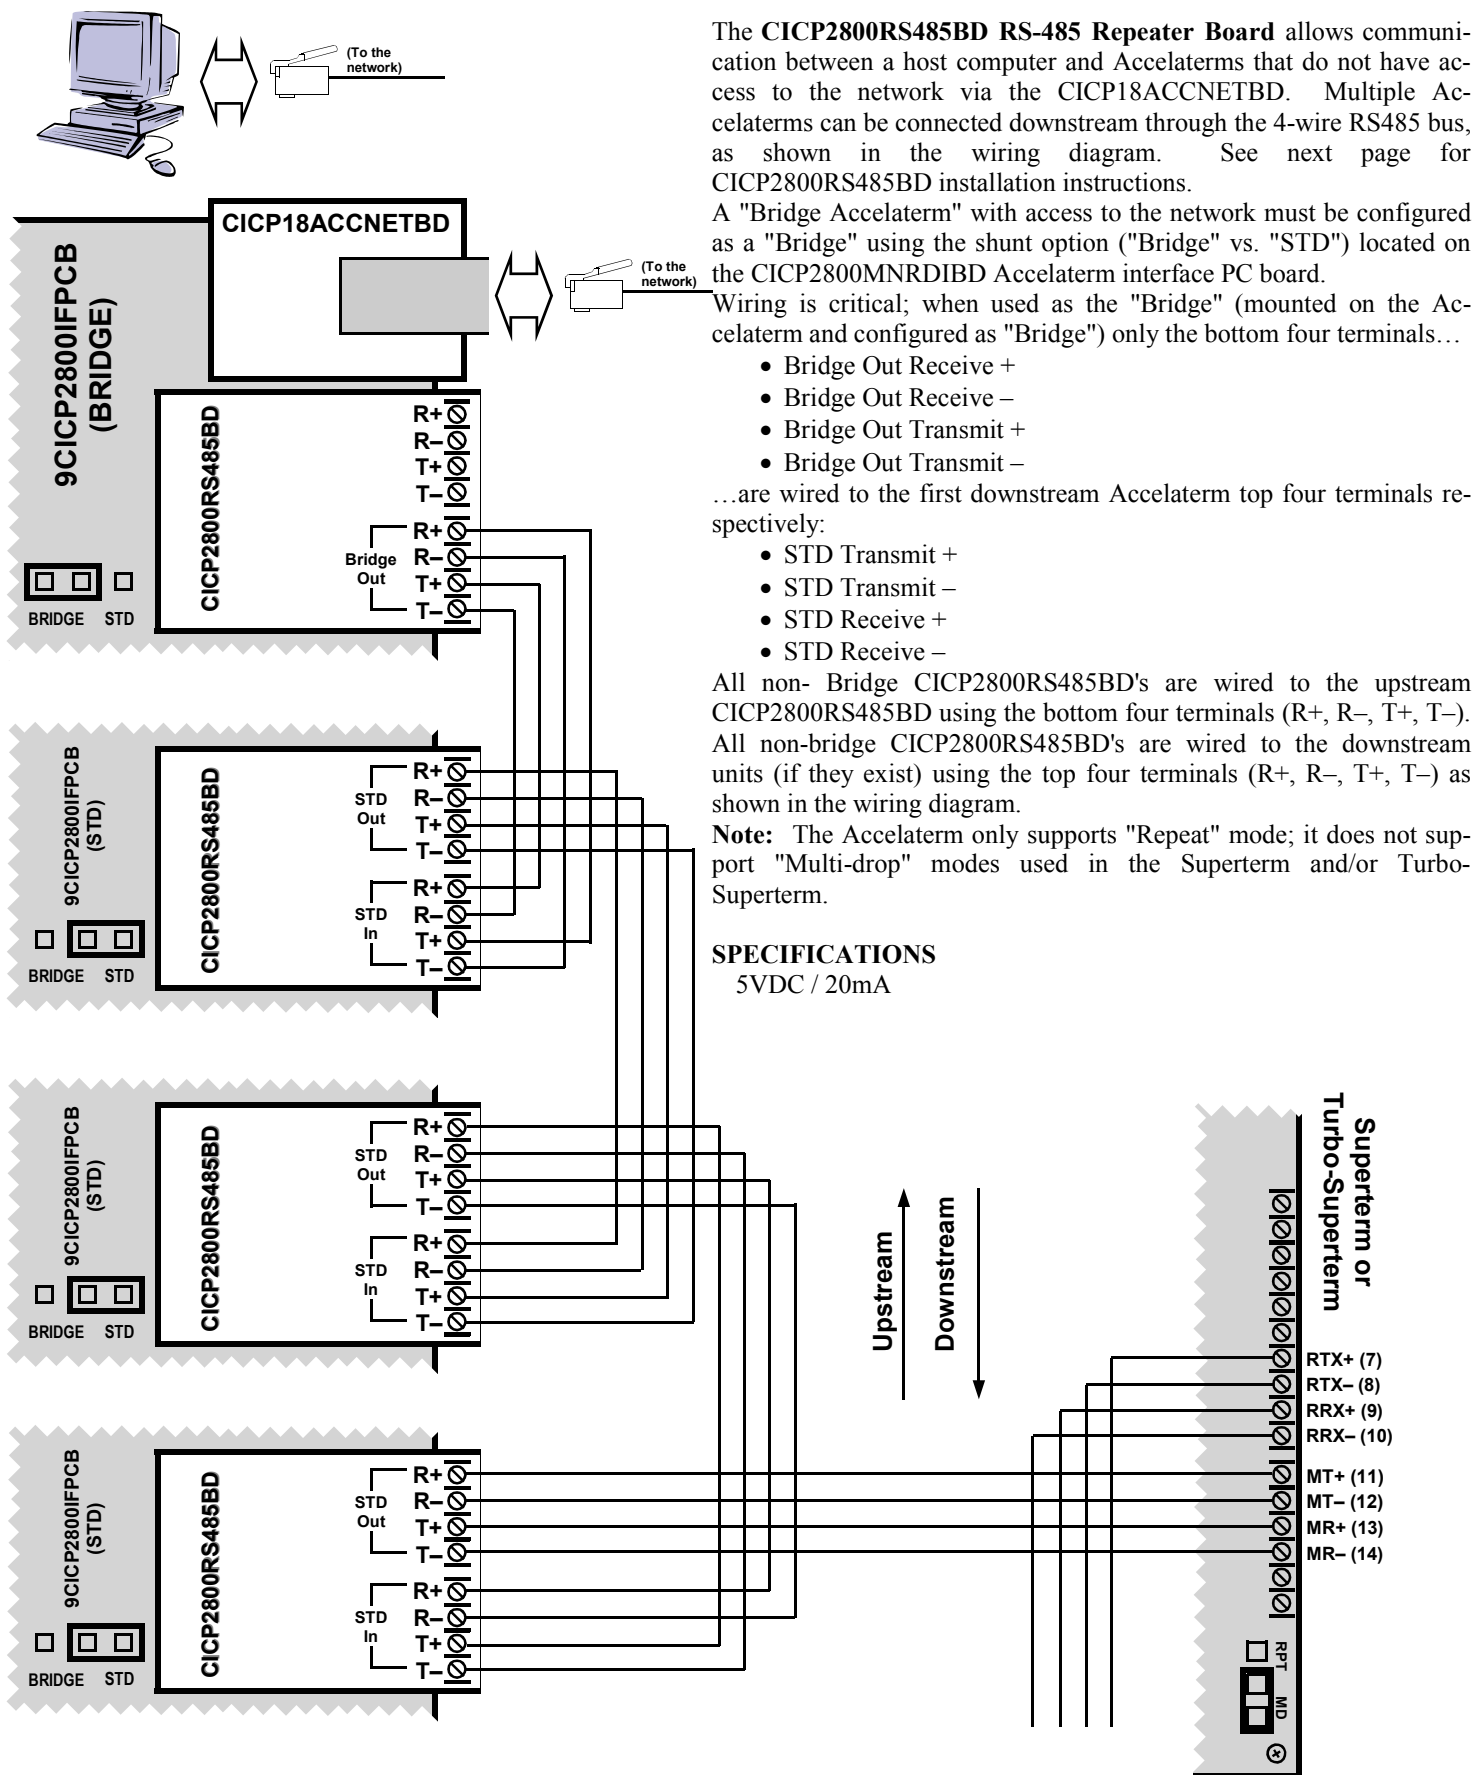 (To the
network)
The CICP2800RS485BD RS-485 Repeater Board allows communi-
cation between a host computer and Accelaterms that do not have ac-
cess to the network via the CICP18ACCNETBD. Multiple Ac-
celaterms can be connected downstream through the 4-wire RS485 bus,
as shown in the wiring diagram. See next page for
CICP2800RS485BD installation instructions.
A "Bridge Accelaterm" with access to the network must be configured
as a "Bridge" using the shunt option ("Bridge" vs. "STD") located on
the CICP2800MNRDIBD Accelaterm interface PC board.
Wiring is critical; when used as the "Bridge" (mounted on the Ac-
celaterm and configured as "Bridge") only the bottom four terminals…
• Bridge Out Receive +
• Bridge Out Receive –
• Bridge Out Transmit +
• Bridge Out Transmit –
…are wired to the first downstream Accelaterm top four terminals re-
spectively:
• STD Transmit +
• STD Transmit –
• STD Receive +
• STD Receive –
All non- Bridge CICP2800RS485BD's are wired to the upstream
CICP2800RS485BD using the bottom four terminals (R+, R–, T+, T–).
All non-bridge CICP2800RS485BD's are wired to the downstream
units (if they exist) using the top four terminals (R+, R–, T+, T–) as
shown in the wiring diagram.
Note: The Accelaterm only supports "Repeat" mode; it does not sup-
port "Multi-drop" modes used in the Superterm and/or Turbo-
Superterm.
SPECIFICATIONS
5VDC / 20mA
CICP18ACCNETBD
(To the
network)
9CICP2800IFPCB
(BRIDGE)
CICP2800RS485BD
R+
R–
T+
T–
Bridge
Out
R+
R–
T+
T–
BRIDGE STD
9CICP2800IFPCB
(STD)
CICP2800RS485BD
STD
Out
R+
R–
T+
T–
STD
In
R+
R–
T+
T–
BRIDGE STD
9CICP2800IFPCB
(STD)
CICP2800RS485BD
STD
Out
R+
R–
T+
T–
STD
In
R+
R–
T+
T–
BRIDGE STD
9CICP2800IFPCB
(STD)
CICP2800RS485BD
STD
Out
R+
R–
T+
T–
STD
In
R+
R–
T+
T–
BRIDGE STD
Upstream
Downstream
Superterm or
Turbo-Superterm
RTX+ (7)
RTX– (8)
RRX+ (9)
RRX– (10)
MT+ (11)
MT– (12)
MR+ (13)
MR– (14)
RPT
MD